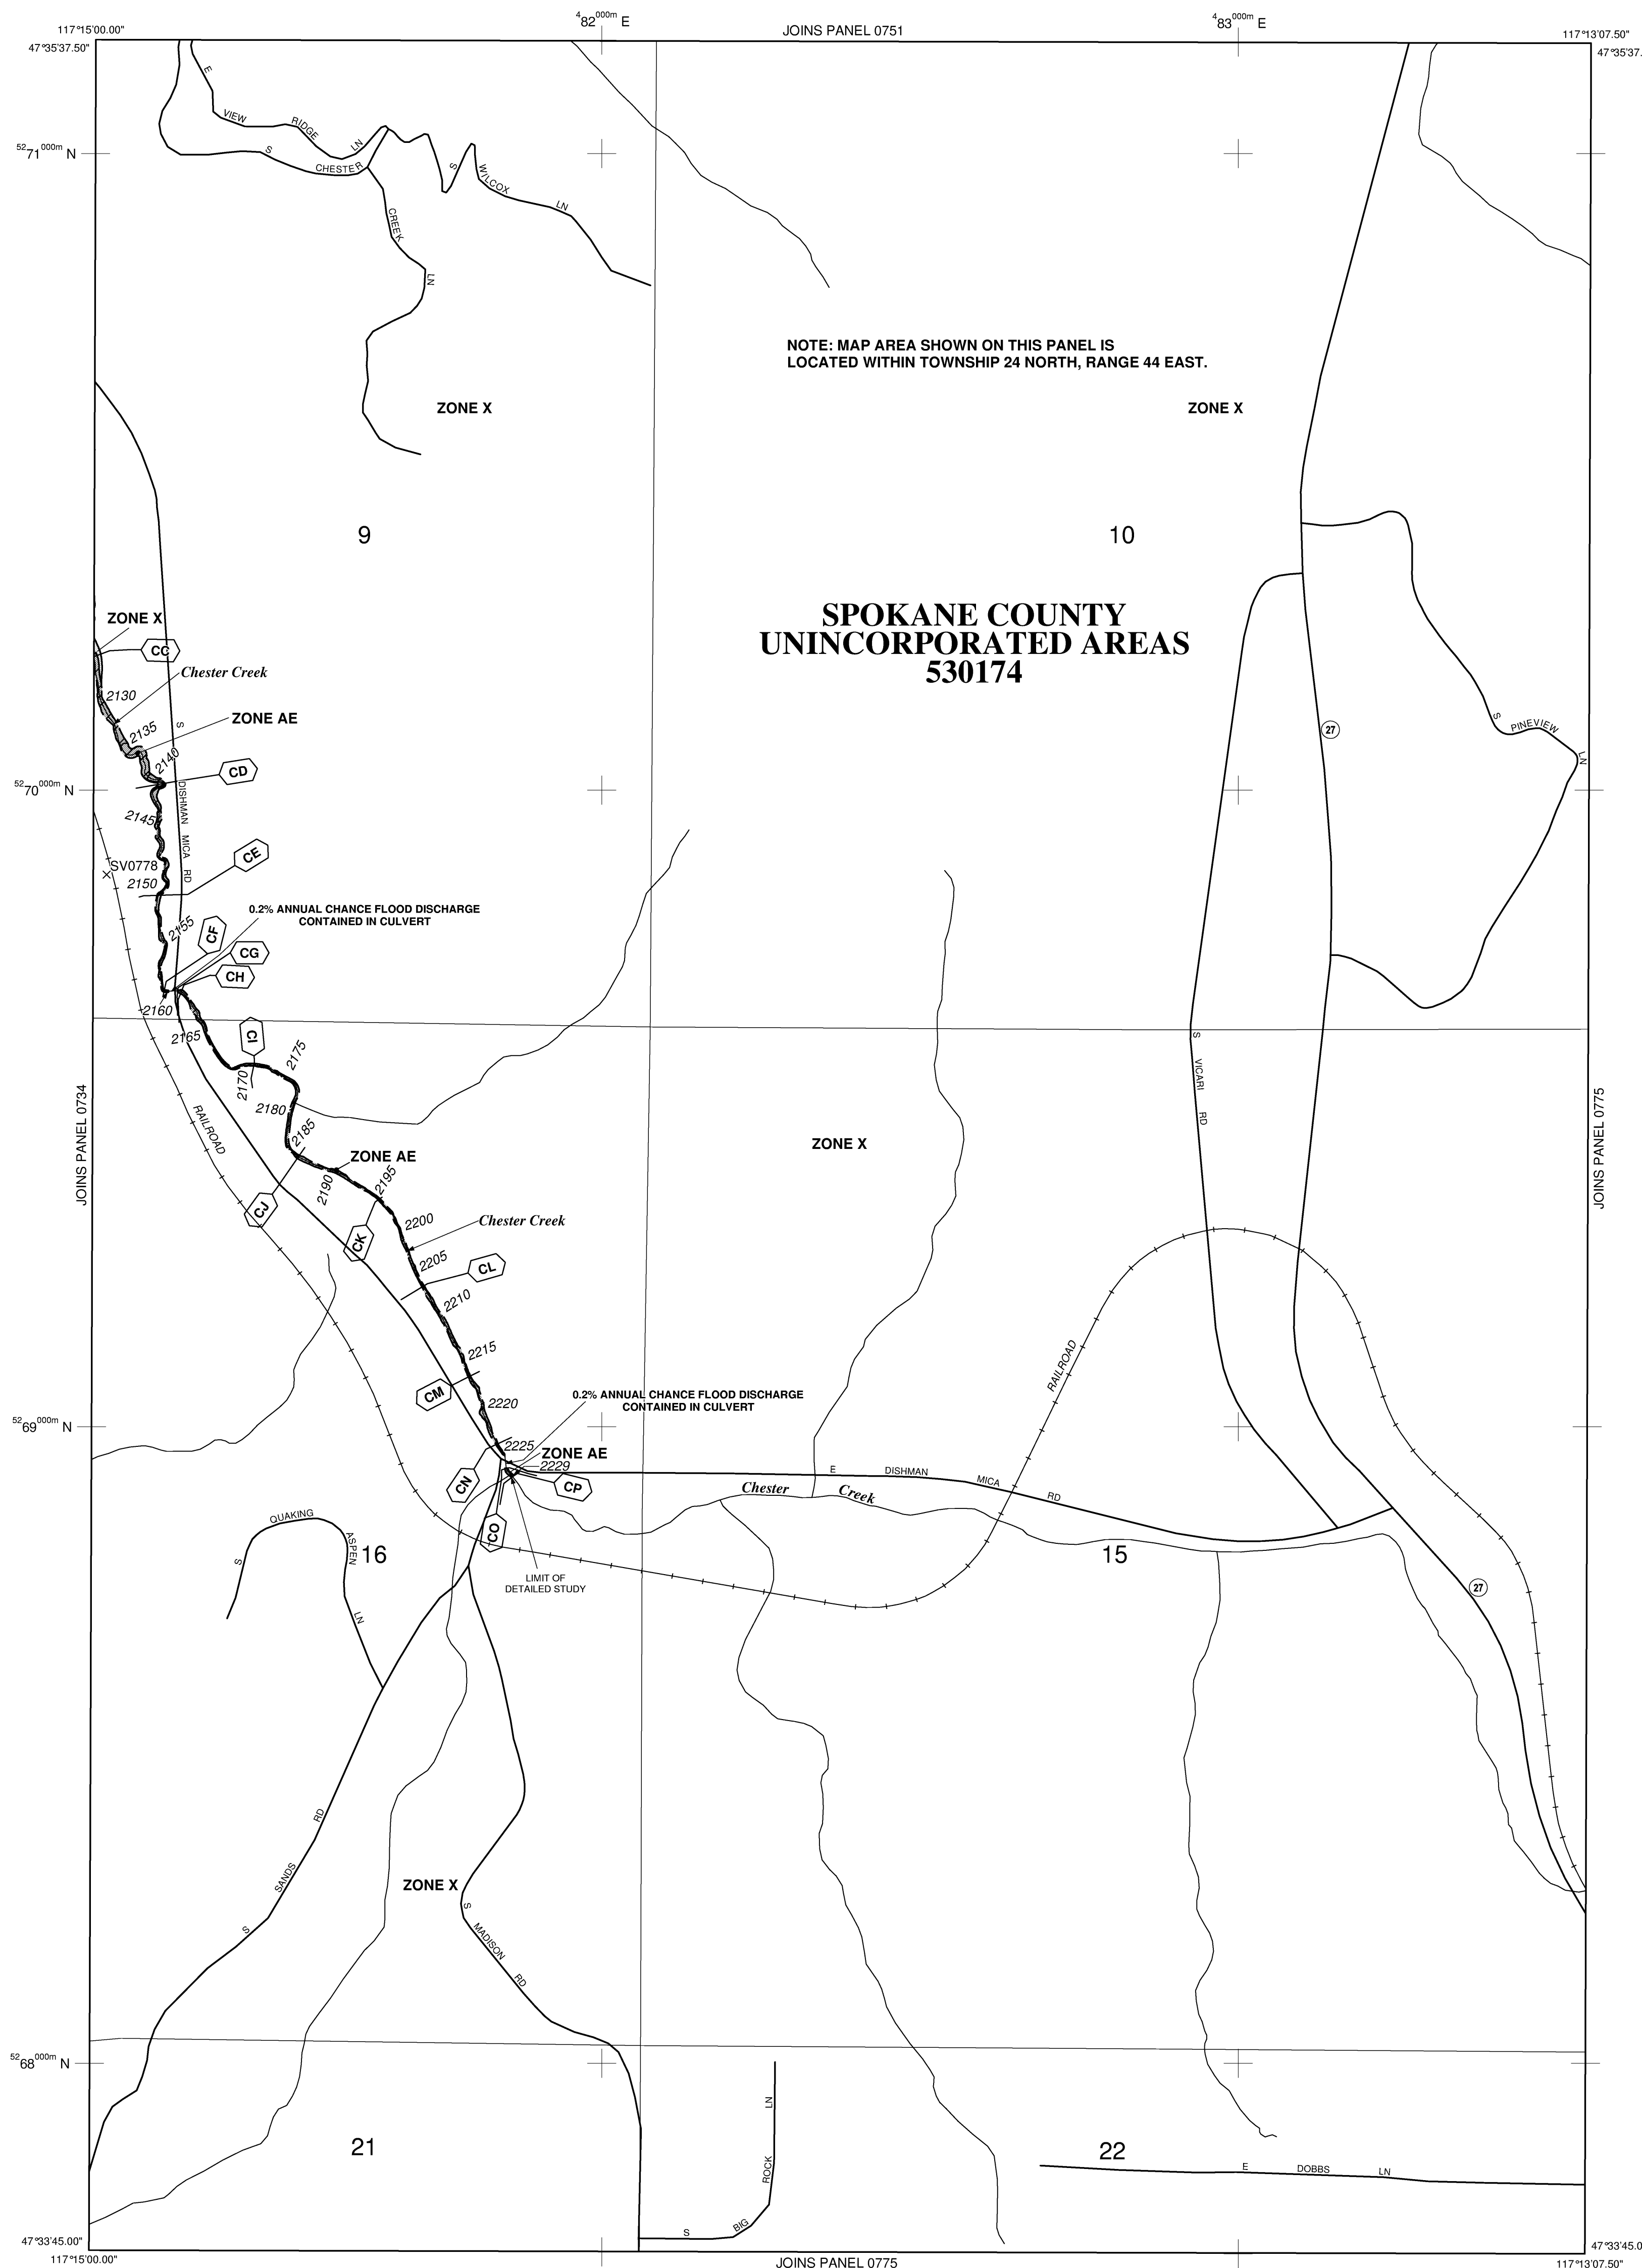 117°15'00.00"
47°35'37.50"
482000m E
JOINS PANEL 0751
483000m E
117°13'07.50"
47°35'37.
E
VIEW
RIDGE
LN
S
CHESTER
CREEK
LN
S
WILCOX
LN
5271000m N
NOTE: MAP AREA SHOWN ON THIS PANEL IS
LOCATED WITHIN TOWNSHIP 24 NORTH, RANGE 44 EAST.
ZONE X
ZONE X
9
10
SPOKANE COUNTY
UNINCORPORATED AREAS
530174
ZONE X
CC
Chester Creek
2130
ZONE AE
2135
2140
CD
5270000m N
S
DISHMAN
MICA
RD
2145
SV0778
CE
2150
0.2% ANNUAL CHANCE FLOOD DISCHARGE
CONTAINED IN CULVERT
2155
CF
CG
CH
2160
2165
CI
2170
2175
2180
2185
27
S
PINEVIEW
LN
S
VICARI
RD
JOINS PANEL 0734
JOINS PANEL 0775
RAILROAD
ZONE X
ZONE AE
2190
2195
CJ
CK
2200
Chester Creek
2205
CL
2210
2215
CM
2220
RAILROAD
0.2% ANNUAL CHANCE FLOOD DISCHARGE
CONTAINED IN CULVERT
5269000m N
2225
ZONE AE
2229
CN
CP
CO
E
DISHMAN
MICA
RD
Chester
Creek
QUAKING
ASPEN
S
LN
16
15
LIMIT OF
DETAILED STUDY
27
RD
SANDS
S
ZONE X
S
MADISON
RD
5268000m N
21
22
LN
ROCK
BIG
S
E
DOBBS
LN
47°33'45.00"
117°15'00.00"
JOINS PANEL 0775
47°33'45.0
117°13'07.50"